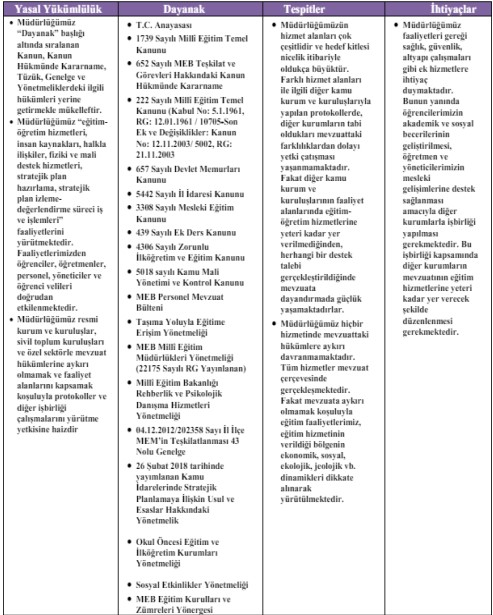 Yasal Yükümlülük
Müdürlüğümüz
“Dayanak” başlığı
altında sıralanan
Kanun, Kanun
Hükmünde Kararname,
Tüzük, Genelge ve
Yönetmeliklerdeki ilgili
hükümleri yerine
getirmekle mükelleftir.
Müdürlüğümüz “eğitim-
öğretim hizmetleri,
insan kaynakları, halkla
ilişkiler, fiziki ve mali
destek hizmetleri,
stratejik plan
hazırlama, stratejik
plan izleme-
değerlendirme süreci iş
ve işlemleri”
faaliyetlerini
yürütmektedir.
Faaliyetlerimizden
öğrenciler, öğretmenler,
personel, yöneticiler ve
öğrenci velileri
doğrudan
etkilenmektedir.
Müdürlüğümüz resmi
kurum ve kuruluşlar,
sivil toplum kuruluşları
ve özel sektörle mevzuat
hükümlerine aykırı
olmamak ve faaliyet
alanlarını kapsamak
koşuluyla protokoller ve
diğer işbirliği
çalışmalarını yürütme
yetkisine haizdir
Dayanak
T.C. Anayasası
1739 Sayılı Millî Eğitim Temel
Kanunu
652 Sayılı MEB Teşkilat ve
Görevleri Hakkındaki Kanun
Hükmünde Kararname
222 Sayılı Millî Eğitim Temel
Kanunu (Kabul No: 5.1.1961,
RG: 12.01.1961 / 10705-Son
Ek ve Değişiklikler: Kanun
No: 12.11.2003/ 5002, RG:
21.11.2003
657 Sayılı Devlet Memurları
Kanunu
5442 Sayılı İl İdaresi Kanunu
3308 Sayılı Mesleki Eğitim
Kanunu
439 Sayılı Ek Ders Kanunu
4306 Sayılı Zorunlu
İlköğretim ve Eğitim Kanunu
5018 sayılı Kamu Mali
Yönetimi ve Kontrol Kanunu
MEB Personel Mevzuat
Bülteni
Taşıma Yoluyla Eğitime
Erişim Yönetmeliği
MEB Millî Eğitim
Müdürlükleri Yönetmeliği
(22175 Sayılı RG Yayınlanan)
Millî Eğitim Bakanlığı
Rehberlik ve Psikolojik
Danışma Hizmetleri
Yönetmeliği
04.12.2012/202358 Sayı İl İlçe
MEM’in Teşkilatlanması 43
Nolu Genelge
26 Şubat 2018 tarihinde
yayımlanan Kamu
İdarelerinde Stratejik
Planlamaya İlişkin Usul ve
Esaslar Hakkındaki
Yönetmelik
Okul Öncesi Eğitim ve
İlköğretim Kurumları
Yönetmeliği
Sosyal Etkinlikler Yönetmeliği
MEB Eğitim Kurulları ve
Zümreleri Yönergesi
Tespitler
Müdürlüğümüzün
hizmet alanları çok
çeşitlidir ve hedef kitlesi
nicelik itibariyle
oldukça büyüktür.
Farklı hizmet alanları
ile ilgili diğer kamu
kurum ve kuruluşlarıyla
yapılan protokollerde,
diğer kurumların tabi
oldukları mevzuattaki
farklılıklardan dolayı
yetki çatışması
yaşanmamaktadır.
Fakat diğer kamu
kurum ve
kuruluşlarının faaliyet
alanlarında eğitim-
öğretim hizmetlerine
yeteri kadar yer
verilmediğinden,
herhangi bir destek
talebi
gerçekleştirildiğinde
mevzuata
dayandırmada güçlük
yaşamaktadırlar.
Müdürlüğümüz hiçbir
hizmetinde mevzuattaki
hükümlere aykırı
davranmamaktadır.
Tüm hizmetler mevzuat
çerçevesinde
gerçekleşmektedir.
Fakat mevzuata aykırı
olmamak koşuluyla
eğitim faaliyetlerimiz,
eğitim hizmetinin
verildiği bölgenin
ekonomik, sosyal,
ekolojik, jeolojik vb.
dinamikleri dikkate
alınarak
yürütülmektedir.
İhtiyaçlar
Müdürlüğümüz
faaliyetleri gereği
sağlık, güvenlik,
altyapı çalışmaları
gibi ek hizmetlere
ihtiyaç
duymaktadır.
Bunun yanında
öğrencilerimizin
akademik ve sosyal
becerilerinin
geliştirilmesi,
öğretmen ve
yöneticilerimizin
mesleki
gelişimlerine destek
sağlanması
amacıyla diğer
kurumlarla işbirliği
yapılması
gerekmektedir. Bu
işbirliği kapsamında
diğer kurumların
mevzuatının eğitim
hizmetlerine yeteri
kadar yer verecek
şekilde
düzenlenmesi
gerekmektedir.